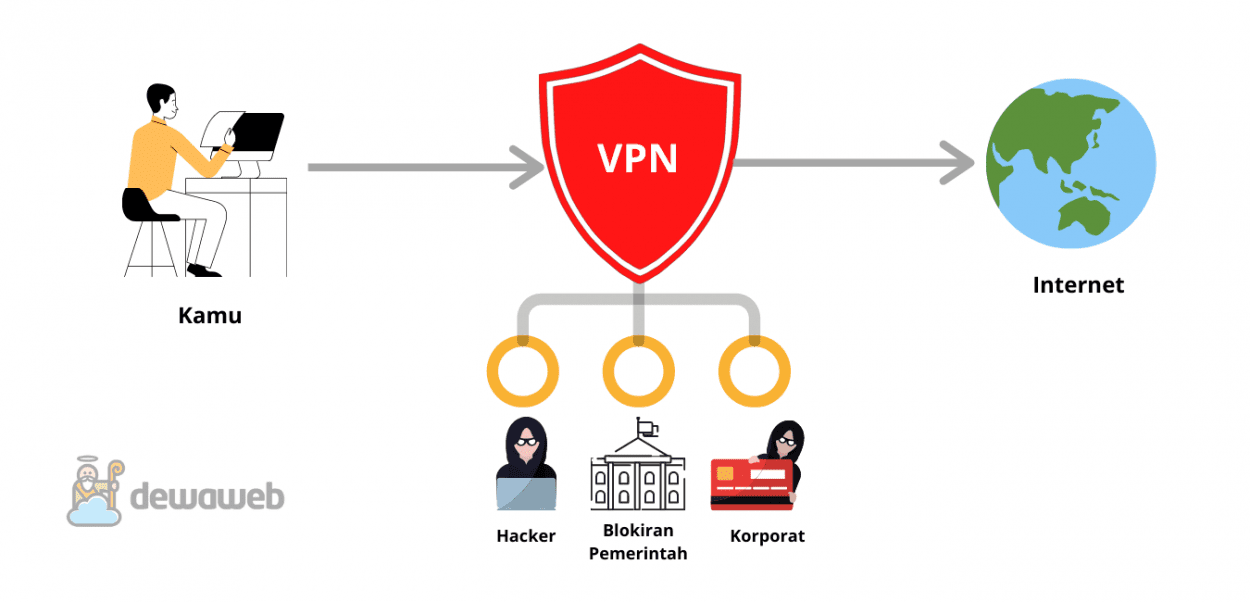 VPN
Kamu
Internet
Hacker
Blokiran
Pemerintah
Korporat
dewaweb